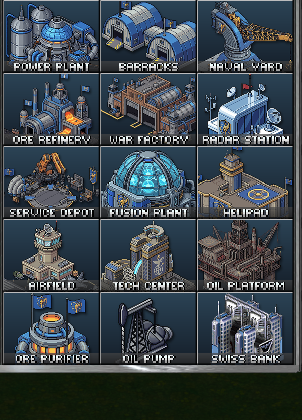 POWER PLANT
BARRACKS
NAVAL YARD
ORE REFINERY
WAR FACTORY
RADAR STATION
SERVICE DEPOT
FUSION PLANT
HELIPAD
AIRFIELD
TECH CENTER
OIL PLATFORM
ORE PURIFIER
OIL PUMP
SWISS BANK